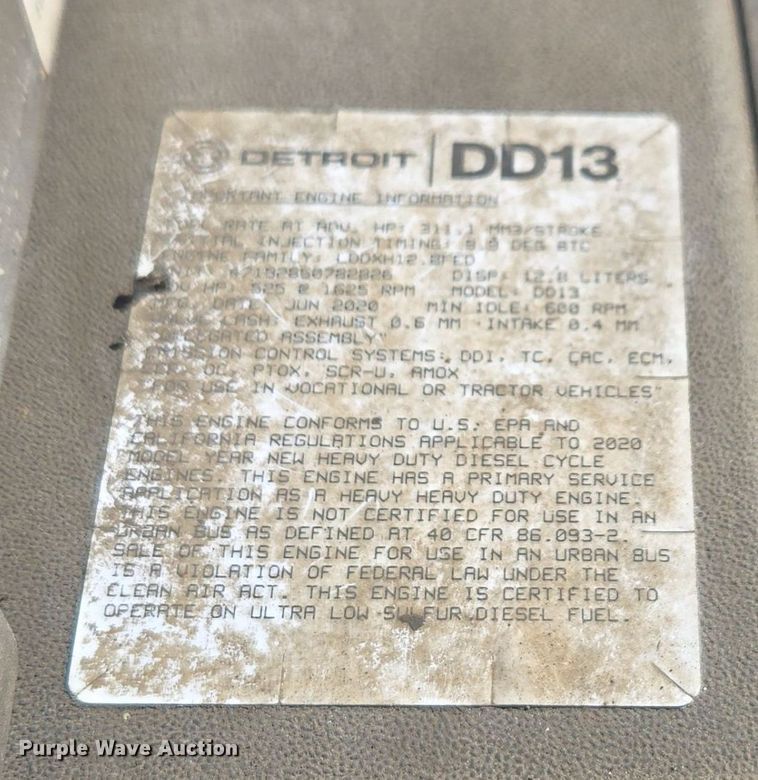 DETROIT DD13
IMPORTANT ENGINE INFORMATION
RATE AT ADV. HP: 311.1 MM3/STROKE
INITIAL INJECTION TIMING: DEG BTC
ENGINE FAMILY: LDDXH12.8FED
DISP: 12.8 LITERS
HP: 525 @ 1625 RPM MODEL: DD13
MFG. DATE: JUN 2020 MIN IDLE: 600 RPM
LASH: EXHAUST 0.6 MM INTAKE 0.4 MM
ASSEMBLY"
EMISSION CONTROL SYSTEMS: DDI, TC, CAC, ECM,
OC, PTOX, SCR-U, AMOX
"FOR USE IN VOCATIONAL OR TRACTOR VEHICLES"
THIS ENGINE CONFORMS TO U.S. EPA AND
CALIFORNIA REGULATIONS APPLICABLE TO 2020
MODEL YEAR NEW HEAVY DUTY DIESEL CYCLE
ENGINES. THIS ENGINE HAS A PRIMARY SERVICE
APPLICATION AS A HEAVY HEAVY DUTY ENGINE.
THIS ENGINE IS NOT CERTIFIED FOR USE IN AN
URBAN BUS AS DEFINED AT 40 CFR 86.093-2.
SALE OF THIS ENGINE FOR USE IN AN URBAN BUS
IS A VIOLATION OF FEDERAL LAW UNDER THE
CLEAN AIR ACT. THIS ENGINE IS CERTIFIED TO
OPERATE ON ULTRA LOW SULFUR DIESEL FUEL.
Purple Wave Auction